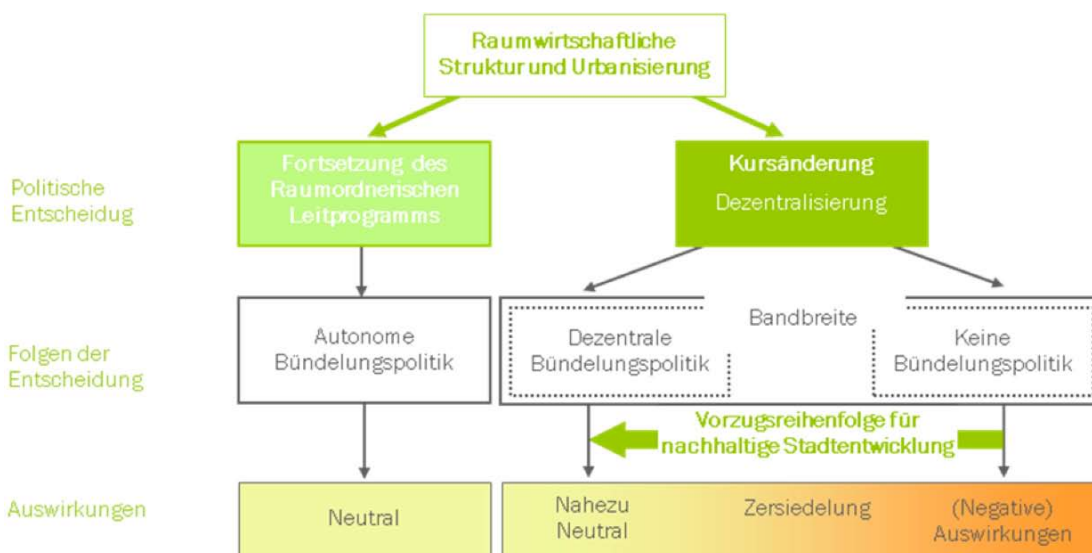 Raumwirtschaftliche
Struktur und Urbanisierung
Politische
Entscheidug
Fortsetzung des
Raumordnerischen
Leitprogramms
Kursänderung
Dezentralisierung
Folgen der
Entscheidung
Autonome
Bündelungspolitik
Dezentrale
Bündelungspolitik
Bandbreite
Keine
Bündelungspolitik
Vorzugsreihenfolge für
nachhaltige Stadtentwicklung
Auswirkungen
Neutral
Nahezu
Neutral
Zersiedelung
(Negative)
Auswirkungen